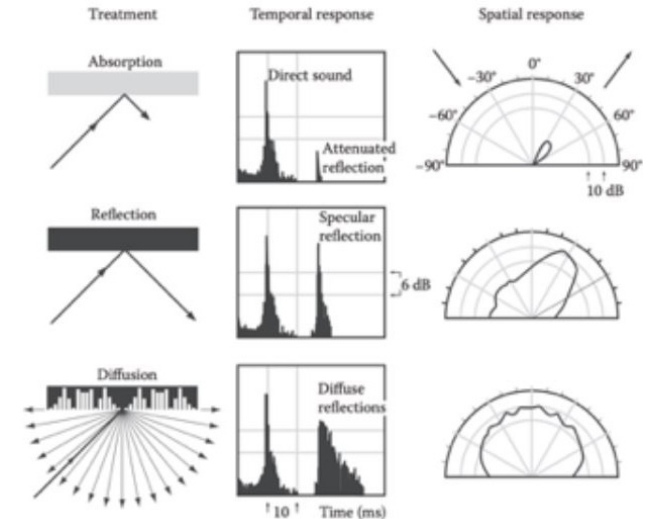 Treatment
Temporal response
Spatial response
Absorption
Direct sound
Attenuated
reflection
−90°
−60°
−30°
0°
30°
60°
90°
10 dB
Reflection
Specular
reflection
6 dB
Diffusion
Diffuse
reflections
10
Time (ms)